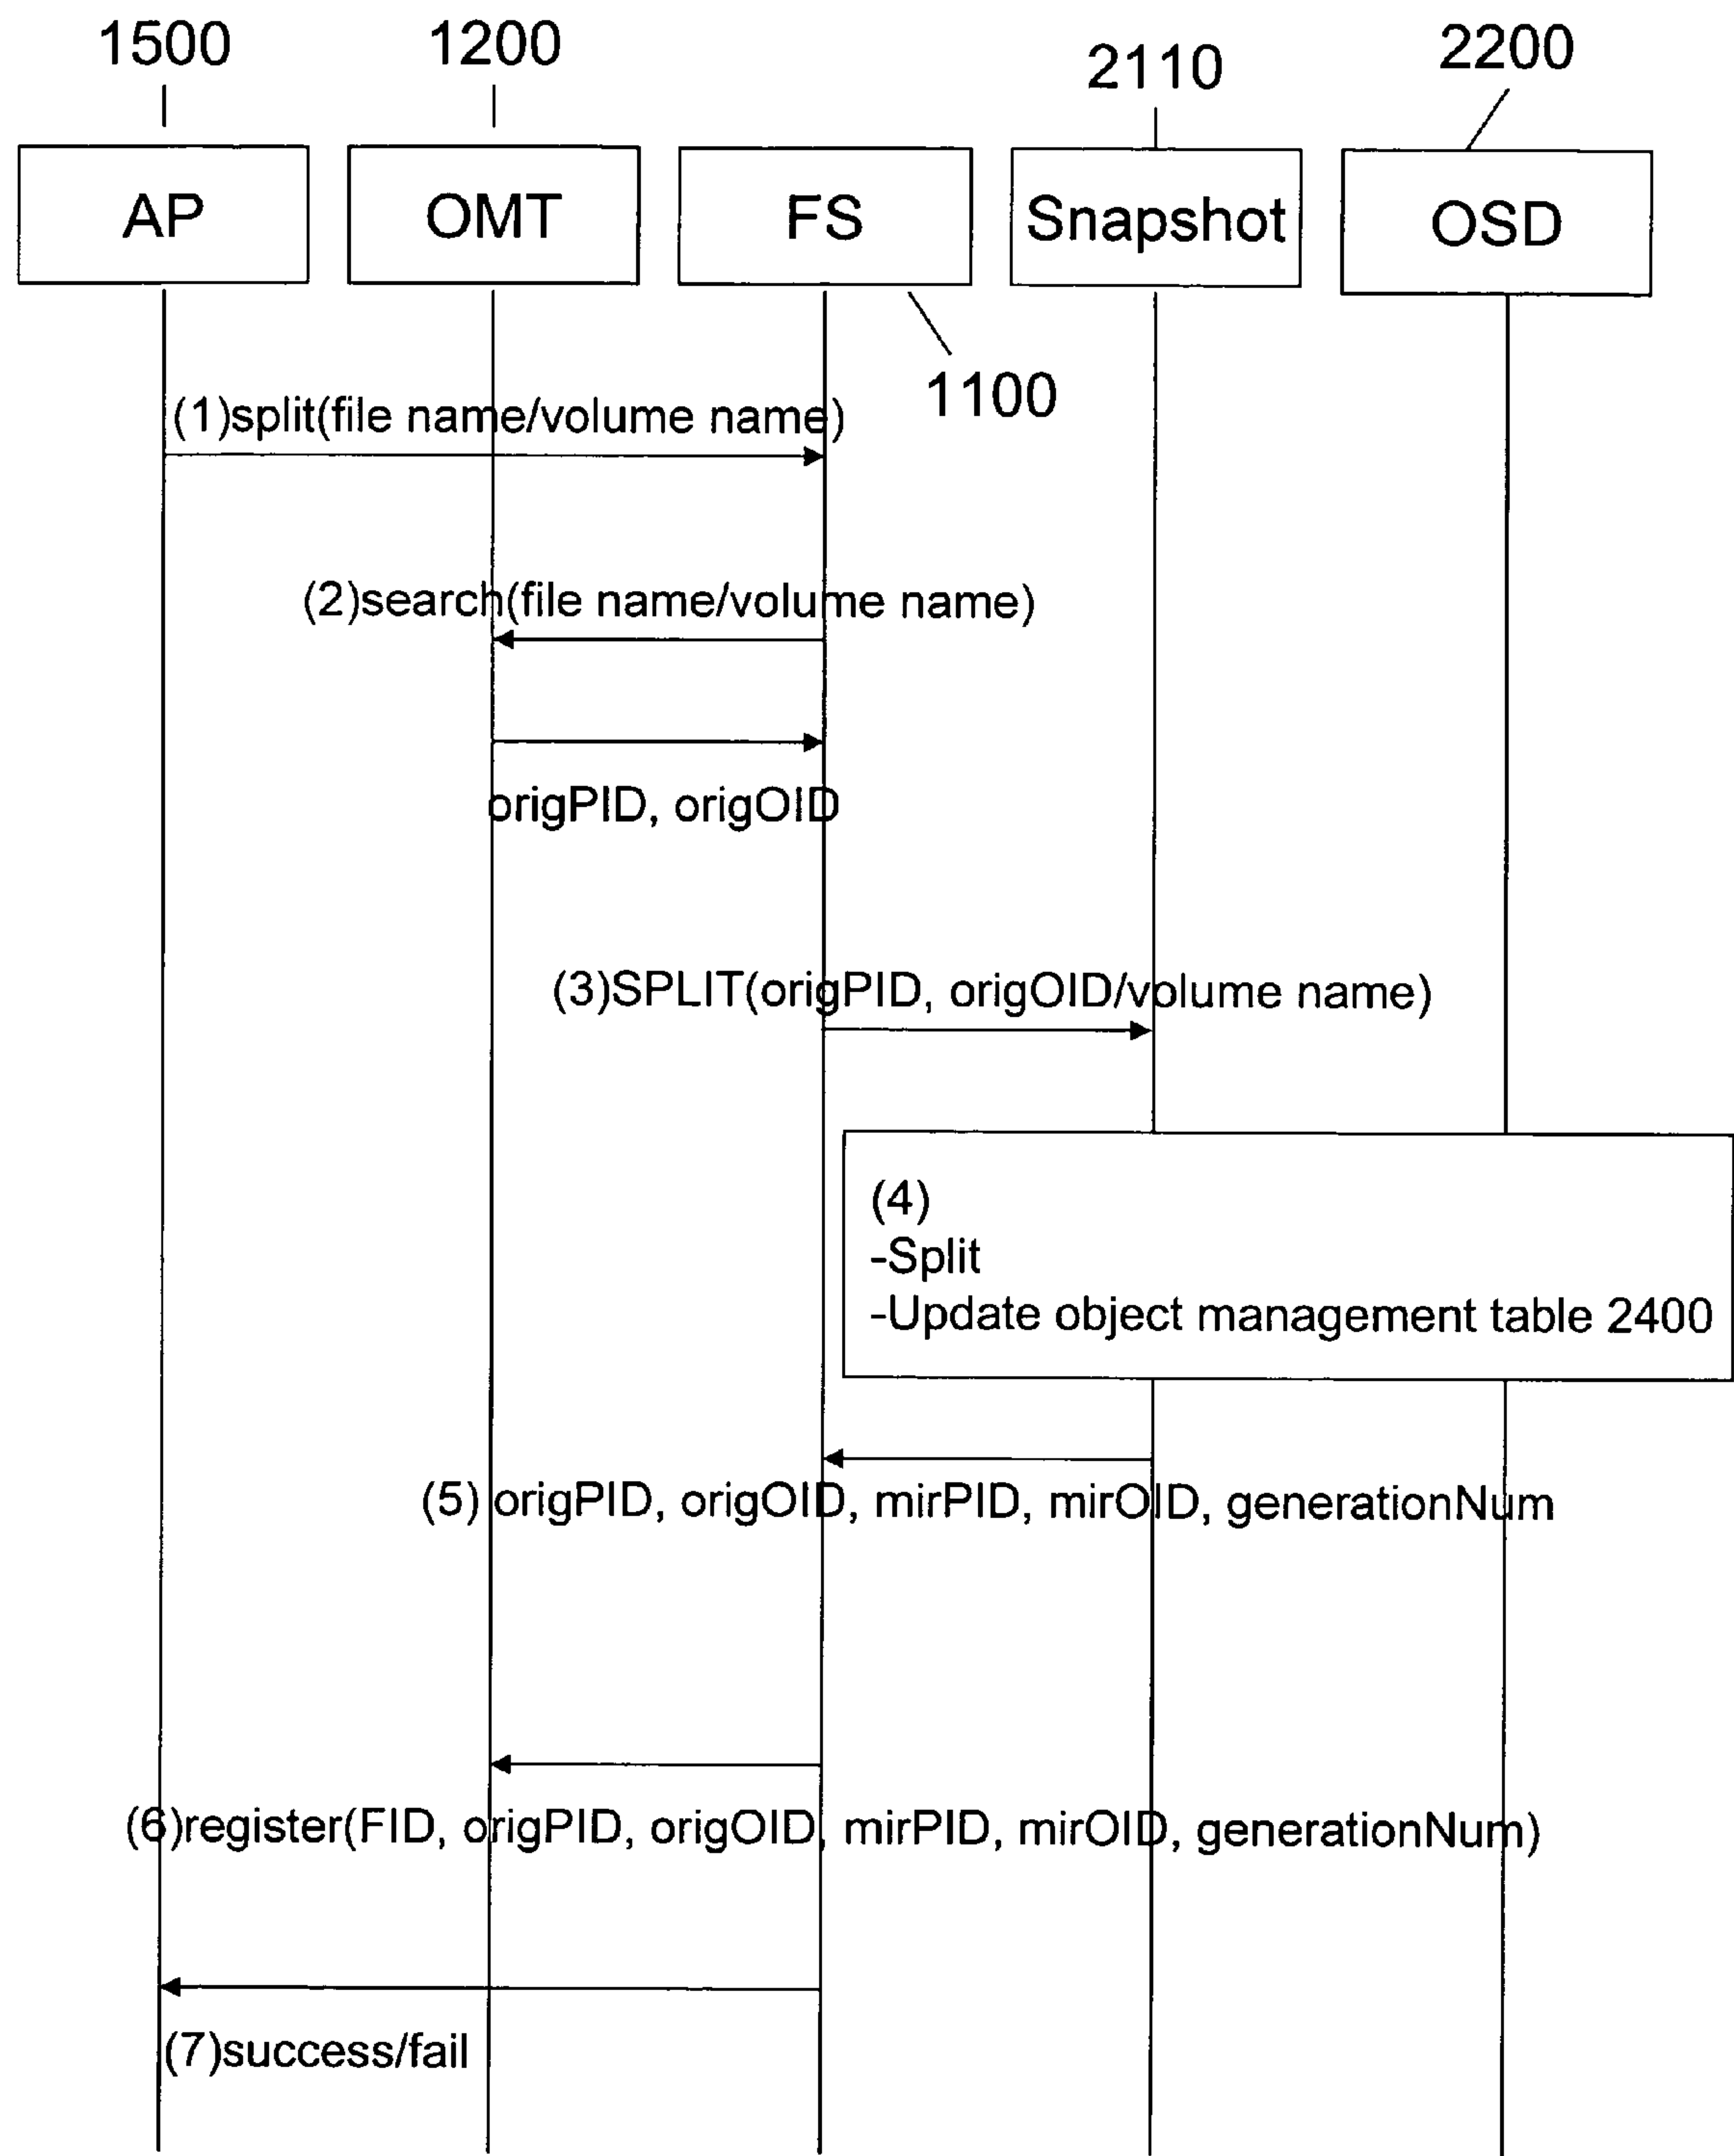 1500
1200
2110
2200
AP
OMT
FS
Snapshot
OSD
1100
(1)split(file name/volume name)
(2)search(file name/volume name)
origPID, origOID
(3)SPLIT(origPID, origOID/volume name)
(4)
-Split
-Update object management table 2400
(5) origPID, origOID, mirPID, mirOID, generationNum
(6)register(FID, origPID, origOID, mirPID, mirOID, generationNum)
(7)success/fail